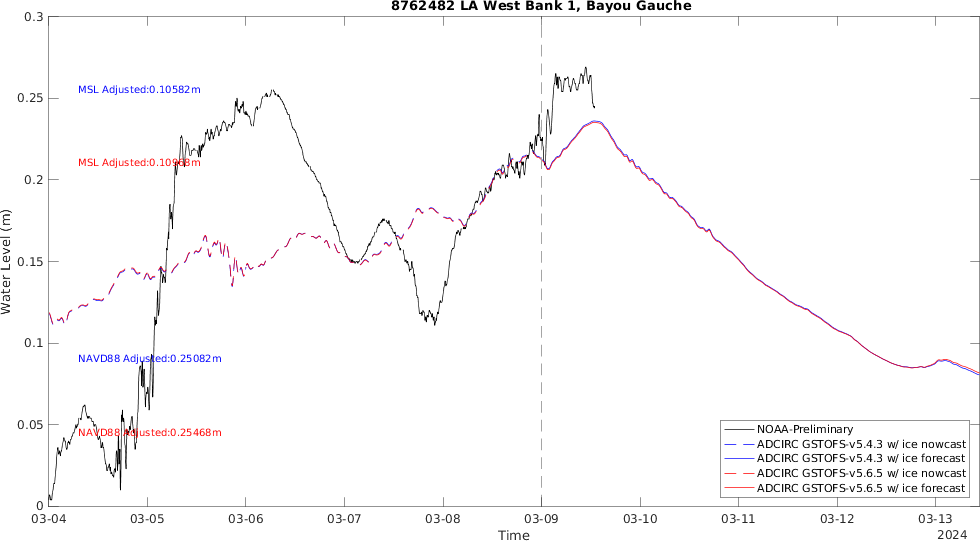 8762482 LA West Bank 1, Bayou Gauche
0.3
0.25
0.2
0.15
0.1
0.05
0
Water Level (m)
MSL Adjusted:0.10582m
MSL Adjusted:
NAVD88 Adjusted:0.25082m
NAVD88 Adjusted:0.25468m
NOAA-Preliminary
ADCIRC GSTOFS-v5.4.3 w/ ice nowcast
ADCIRC GSTOFS-v5.4.3 w/ ice forecast
ADCIRC GSTOFS-v5.6.5 w/ ice nowcast
ADCIRC GSTOFS-v5.6.5 w/ ice forecast
03-04 03-05 03-06 03-07 03-08 03-09 03-10 03-11 03-12 03-13
Time
2024